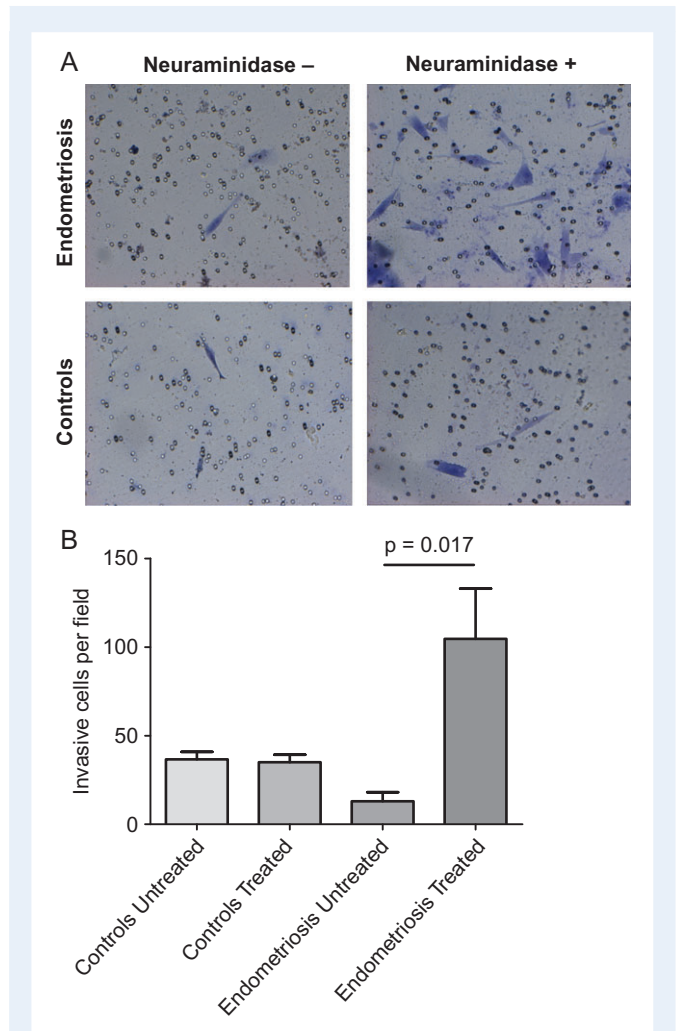 A
Neuraminidase –
Neuraminidase +
Endometriosis
Controls
B
p = 0.017
Invasive cells per field
150
100
50
0
Controls Untreated
Controls Treated
Endometriosis Untreated
Endometriosis Treated